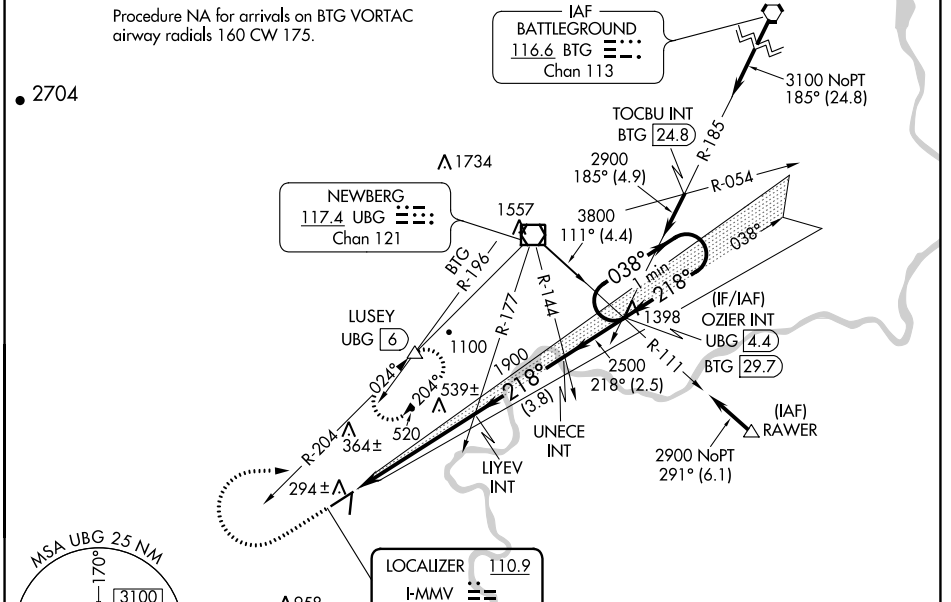 Procedure NA for arrivals on BTG VORTAC
airway radials 160 CW 175.
IAF
BATTLEGROUND
116.6 BTG
Chan 113
3100 NoPT
185° (24.8)
2704
TOCBU INT
BTG 24.8
R-185
1734
2900
185° (4.9)
R-054
NEWBERG
117.4 UBG
Chan 121
1557
3800
111° (4.4)
038°
BTG
R-196
038°
1 min
218°
R-177
R-144
(IF/IAF)
OZIER INT
UBG 4.4
BTG 29.7
1398
LUSEY
UBG 6
1100
R-111
1900
2500
218° (2.5)
024°
204°
539±
218°
(3.8)
(IAF)
RAWER
520
UNECE
INT
2900 NoPT
291° (6.1)
R-204
364±
LIYEV
INT
294±
MSA UBG 25 NM
170°
3100
LOCALIZER 110.9
I-MMV
958